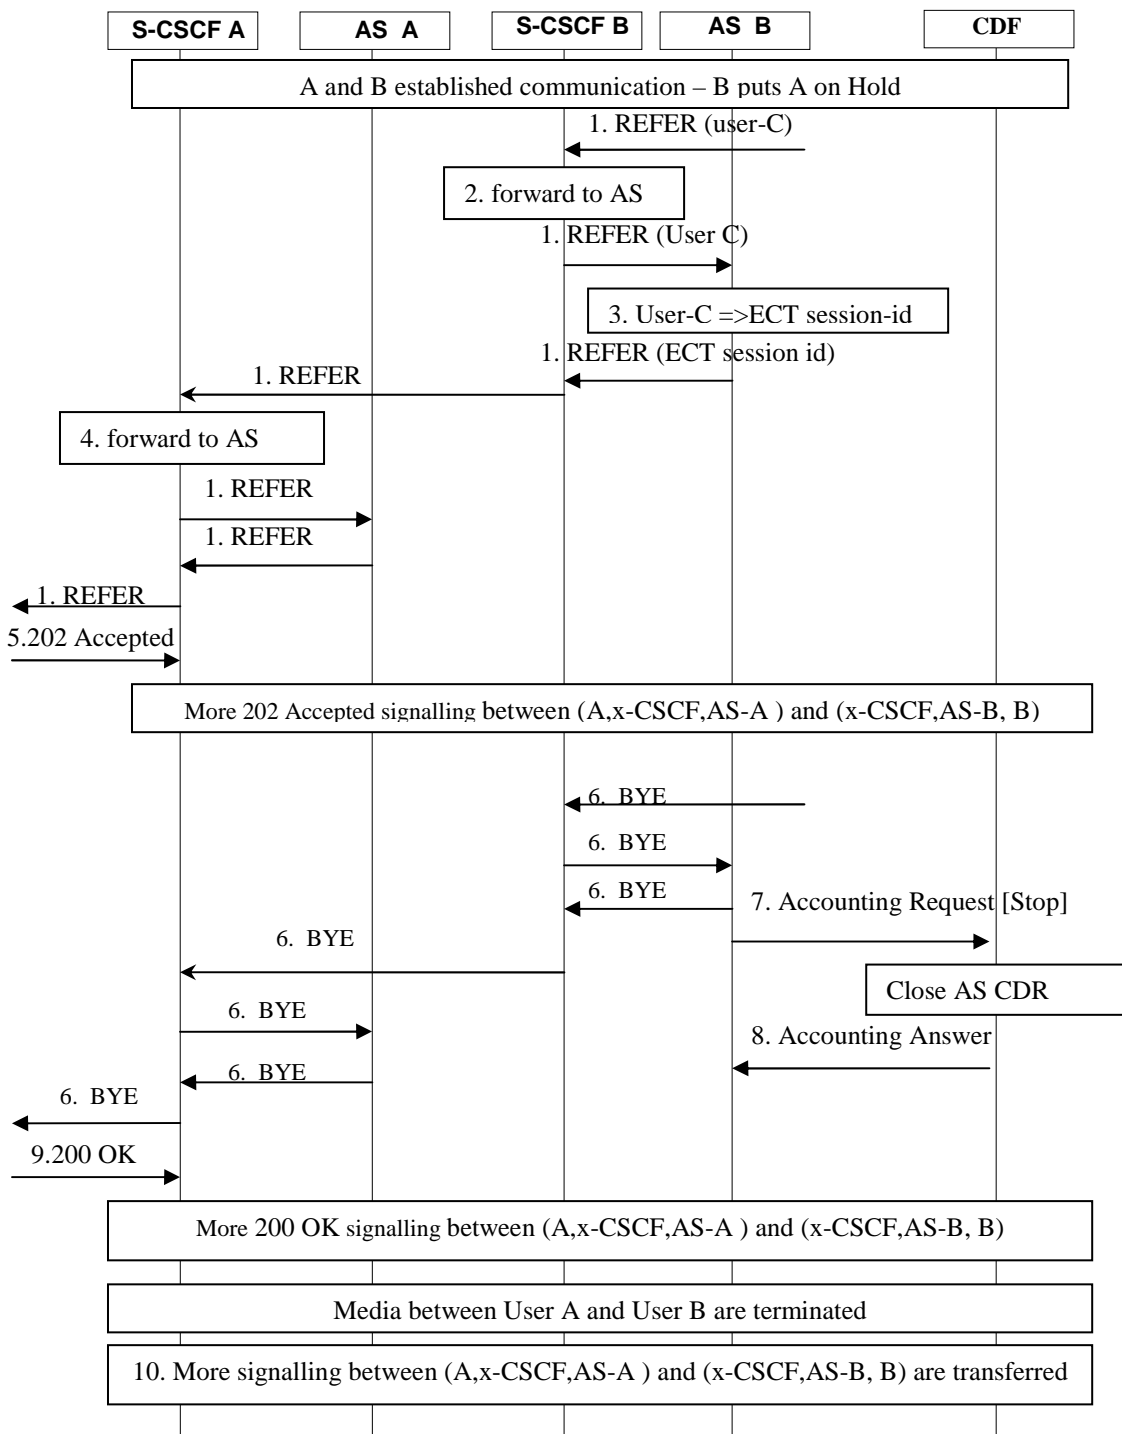 S-CSCF A
AS A
S-CSCF B
AS B
CDF
A and B established communication – B puts A on Hold
1. REFER (user-C)
2. forward to AS
1. REFER (User C)
3. User-C =>ECT session-id
1. REFER (ECT session id)
1. REFER
4. forward to AS
1. REFER
1. REFER
1. REFER
5.202 Accepted
More 202 Accepted signalling between (A,x-CSCF,AS-A ) and (x-CSCF,AS-B, B)
6. BYE
6. BYE
6. BYE
7. Accounting Request [Stop]
6. BYE
Close AS CDR
6. BYE
8. Accounting Answer
6. BYE
6. BYE
9.200 OK
More 200 OK signalling between (A,x-CSCF,AS-A ) and (x-CSCF,AS-B, B)
Media between User A and User B are terminated
10. More signalling between (A,x-CSCF,AS-A ) and (x-CSCF,AS-B, B) are transferred